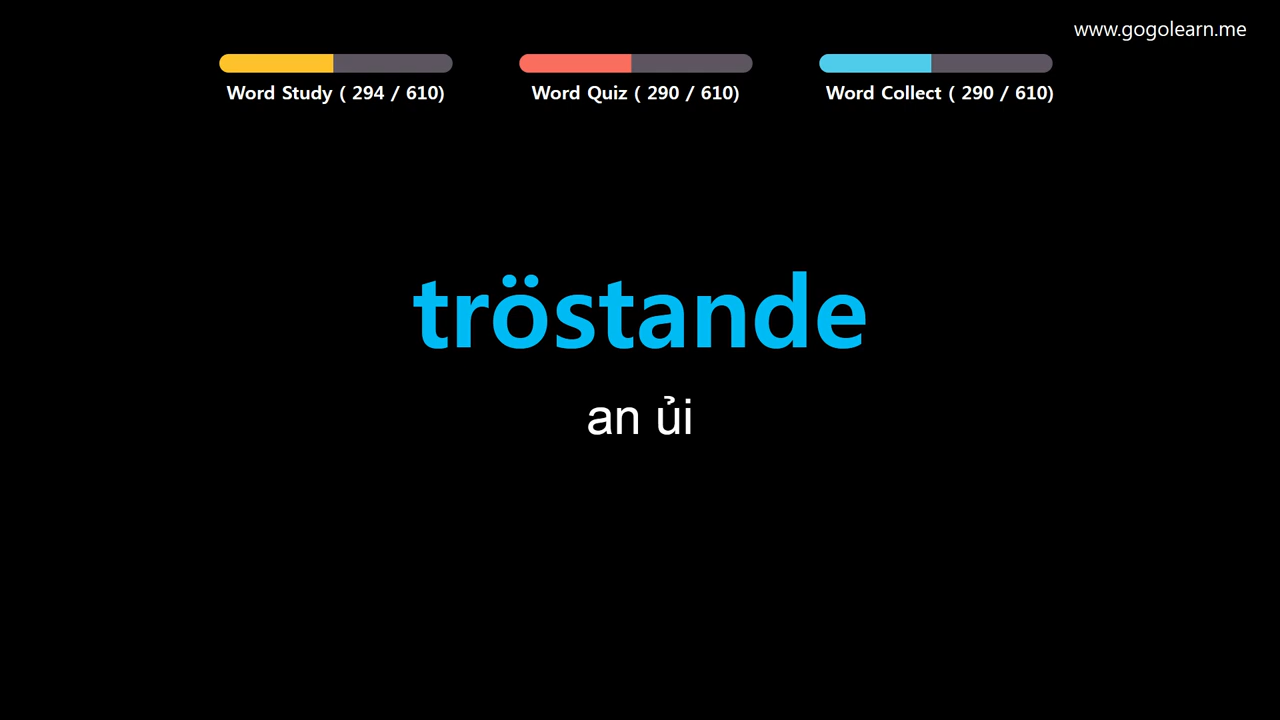 www.gogolearn.me
Word Study ( 294 / 610)
Word Quiz ( 290 / 610)
Word Collect ( 290 / 610)
tröstande
an ủi